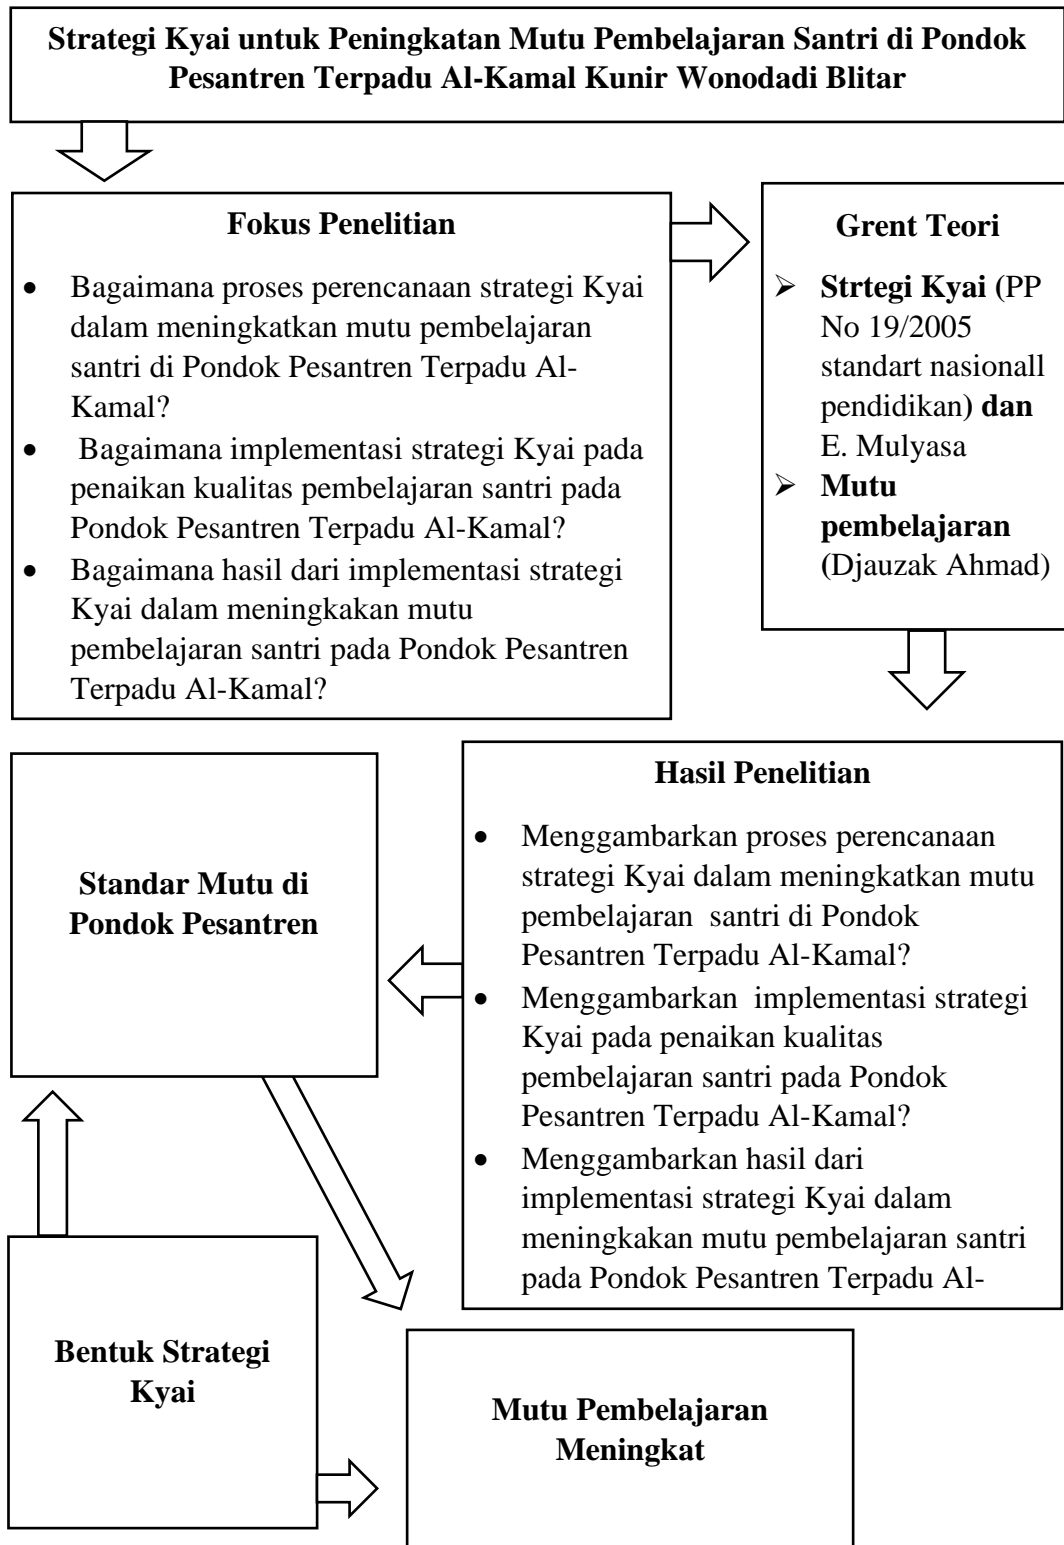 Strategi Kyai untuk Peningkatan Mutu Pembelajaran Santri di Pondok
Pesantren Terpadu Al-Kamal Kunir Wonodadi Blitar
Fokus Penelitian
• Bagaimana proses perencanaan strategi Kyai
dalam meningkatkan mutu pembelajaran
santri di Pondok Pesantren Terpadu Al-
Kamal?
• Bagaimana implementasi strategi Kyai pada
penaikan kualitas pembelajaran santri pada
Pondok Pesantren Terpadu Al-Kamal?
• Bagaimana hasil dari implementasi strategi
Kyai dalam meningkakan mutu
pembelajaran santri pada Pondok Pesantren
Terpadu Al-Kamal?
Grent Teori
➢ Strtegi Kyai (PP
No 19/2005
standart nasionall
pendidikan) dan
E. Mulyasa
➢ Mutu
pembelajaran
(Djauzak Ahmad)
Hasil Penelitian
• Menggambarkan proses perencanaan
strategi Kyai dalam meningkatkan mutu
pembelajaran santri di Pondok
Pesantren Terpadu Al-Kamal?
• Menggambarkan implementasi strategi
Kyai pada penaikan kualitas
pembelajaran santri pada Pondok
Pesantren Terpadu Al-Kamal?
• Menggambarkan hasil dari
implementasi strategi Kyai dalam
meningkakan mutu pembelajaran santri
pada Pondok Pesantren Terpadu Al-
Standar Mutu di
Pondok Pesantren
Bentuk Strategi
Kyai
Mutu Pembelajaran
Meningkat